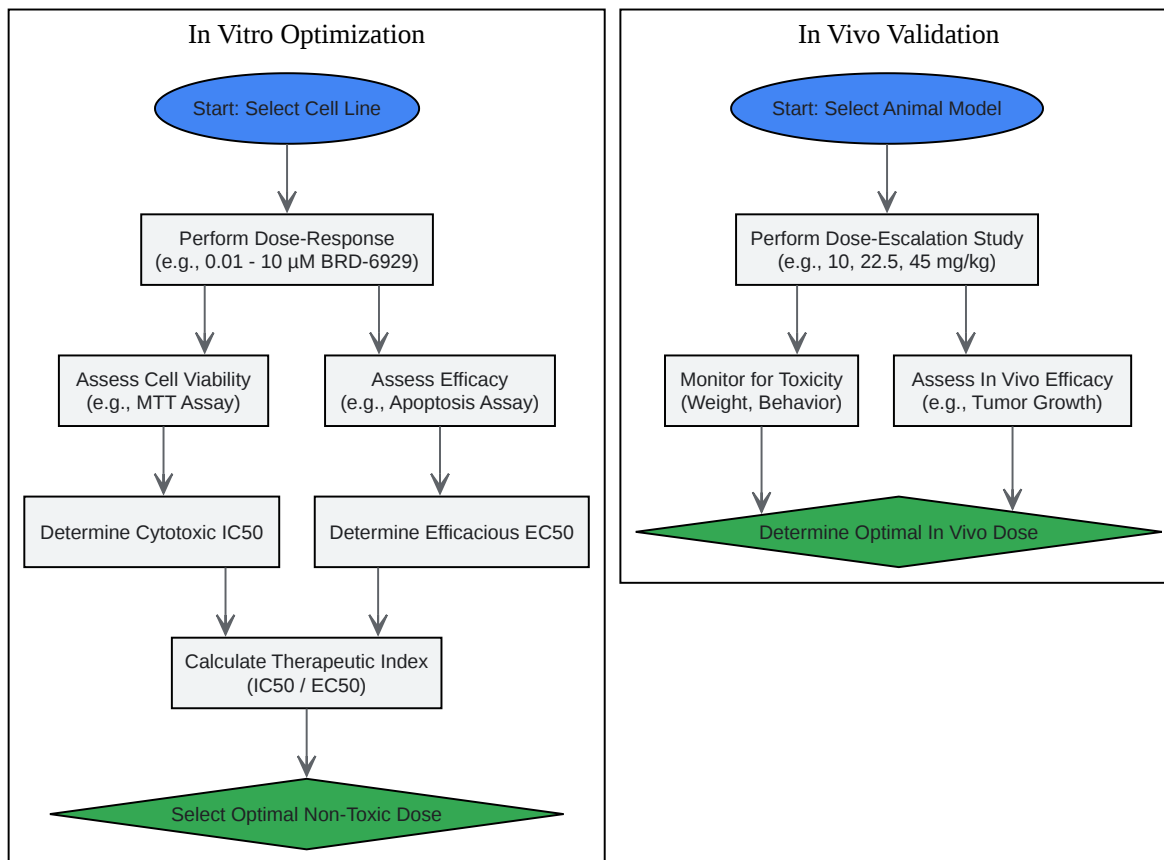 In Vitro Optimization
Start: Select Cell Line
Perform Dose-Response
(e.g., 0.01 - 10 µM BRD-6929)
Assess Cell Viability
(e.g., MTT Assay)
Assess Efficacy
(e.g., Apoptosis Assay)
Determine Cytotoxic IC50
Determine Efficacious EC50
Calculate Therapeutic Index
(IC50 / EC50)
Select Optimal Non-Toxic Dose
In Vivo Validation
Start: Select Animal Model
Perform Dose-Escalation Study
(e.g., 10, 22.5, 45 mg/kg)
Monitor for Toxicity
(Weight, Behavior)
Assess In Vivo Efficacy
(e.g., Tumor Growth)
Determine Optimal In Vivo Dose